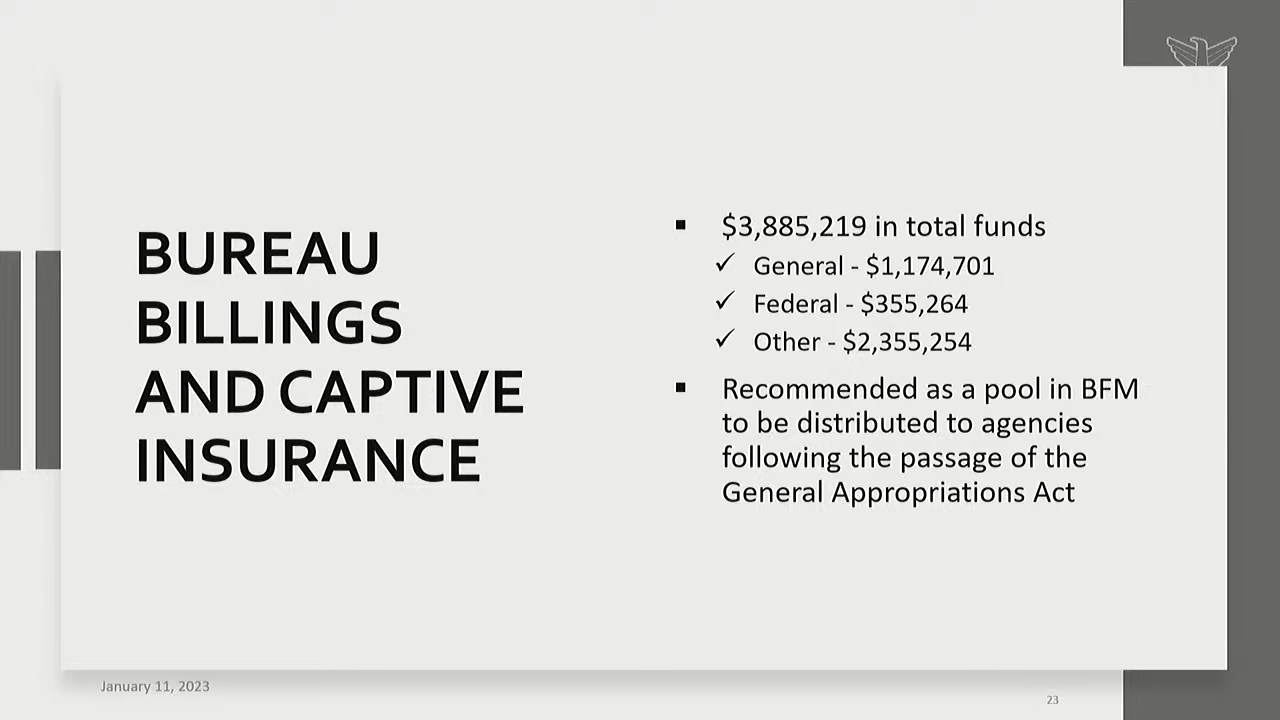 BUREAU
BILLINGS
AND CAPTIVE
INSURANCE
$3,885,219 in total funds
General - $1,174,701
Federal - $355,264
Other - $2,355,254
Recommended as a pool in BFM
to be distributed to agencies
following the passage of the
General Appropriations Act
January 11, 2023
23